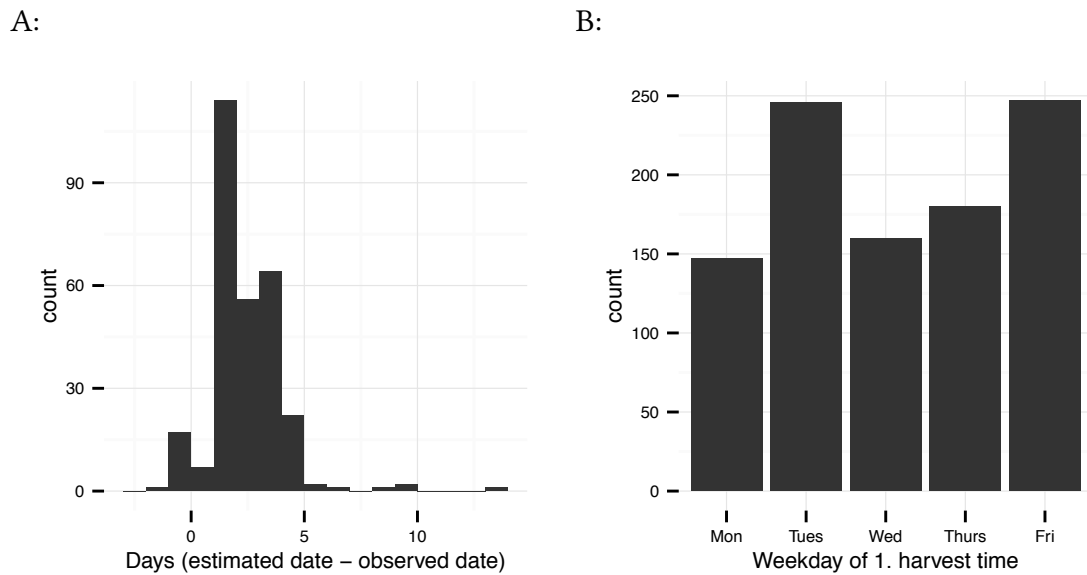 A:
B:
count
90
60
30
0
0
5
10
Days (estimated date − observed date)
count
250
200
150
100
50
0
Mon
Tues
Wed
Thurs
Fri
Weekday of 1. harvest time